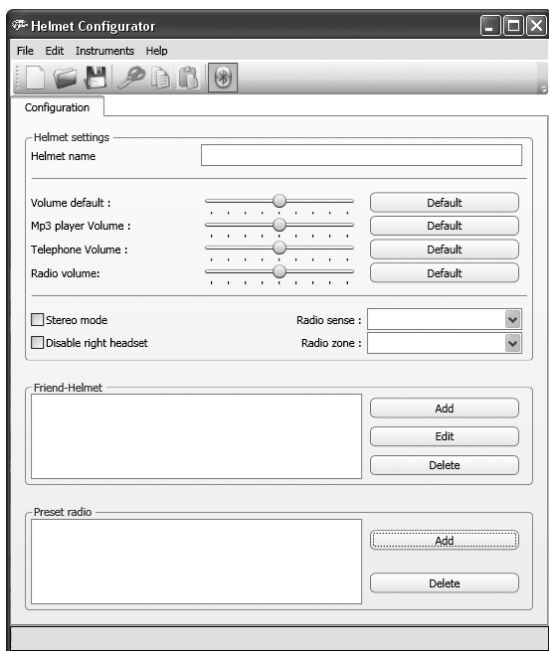 Helmet Configurator
File Edit Instruments Help
Configuration
Helmet settings
Helmet name
Volume default : Default
Mp3 player Volume : Default
Telephone Volume : Default
Radio volume: Default
Stereo mode Radio sense :
Disable right headset Radio zone :
Friend-Helmet
Add
Edit
Delete
Preset radio
Add
Delete